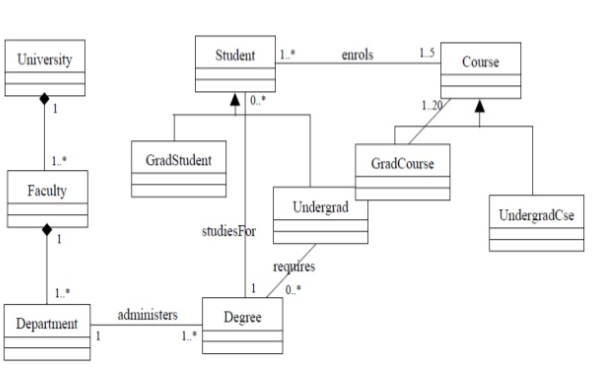 University
Student
1..*
enrols
1..5
Course
1
0..*
1..20
1..*
GradStudent
GradCourse
Faculty
Undergrad
UndergradCse
1
studiesFor
requires
1..*
1
0..*
Department
administers
Degree
1
1..*